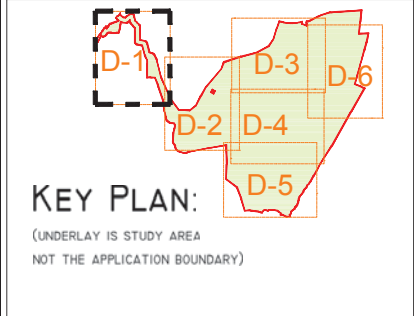 D-1
D-3
D-6
D-2
D-4
D-5
KEY PLAN:
(UNDERLAY IS STUDY AREA
NOT THE APPLICATION BOUNDARY)